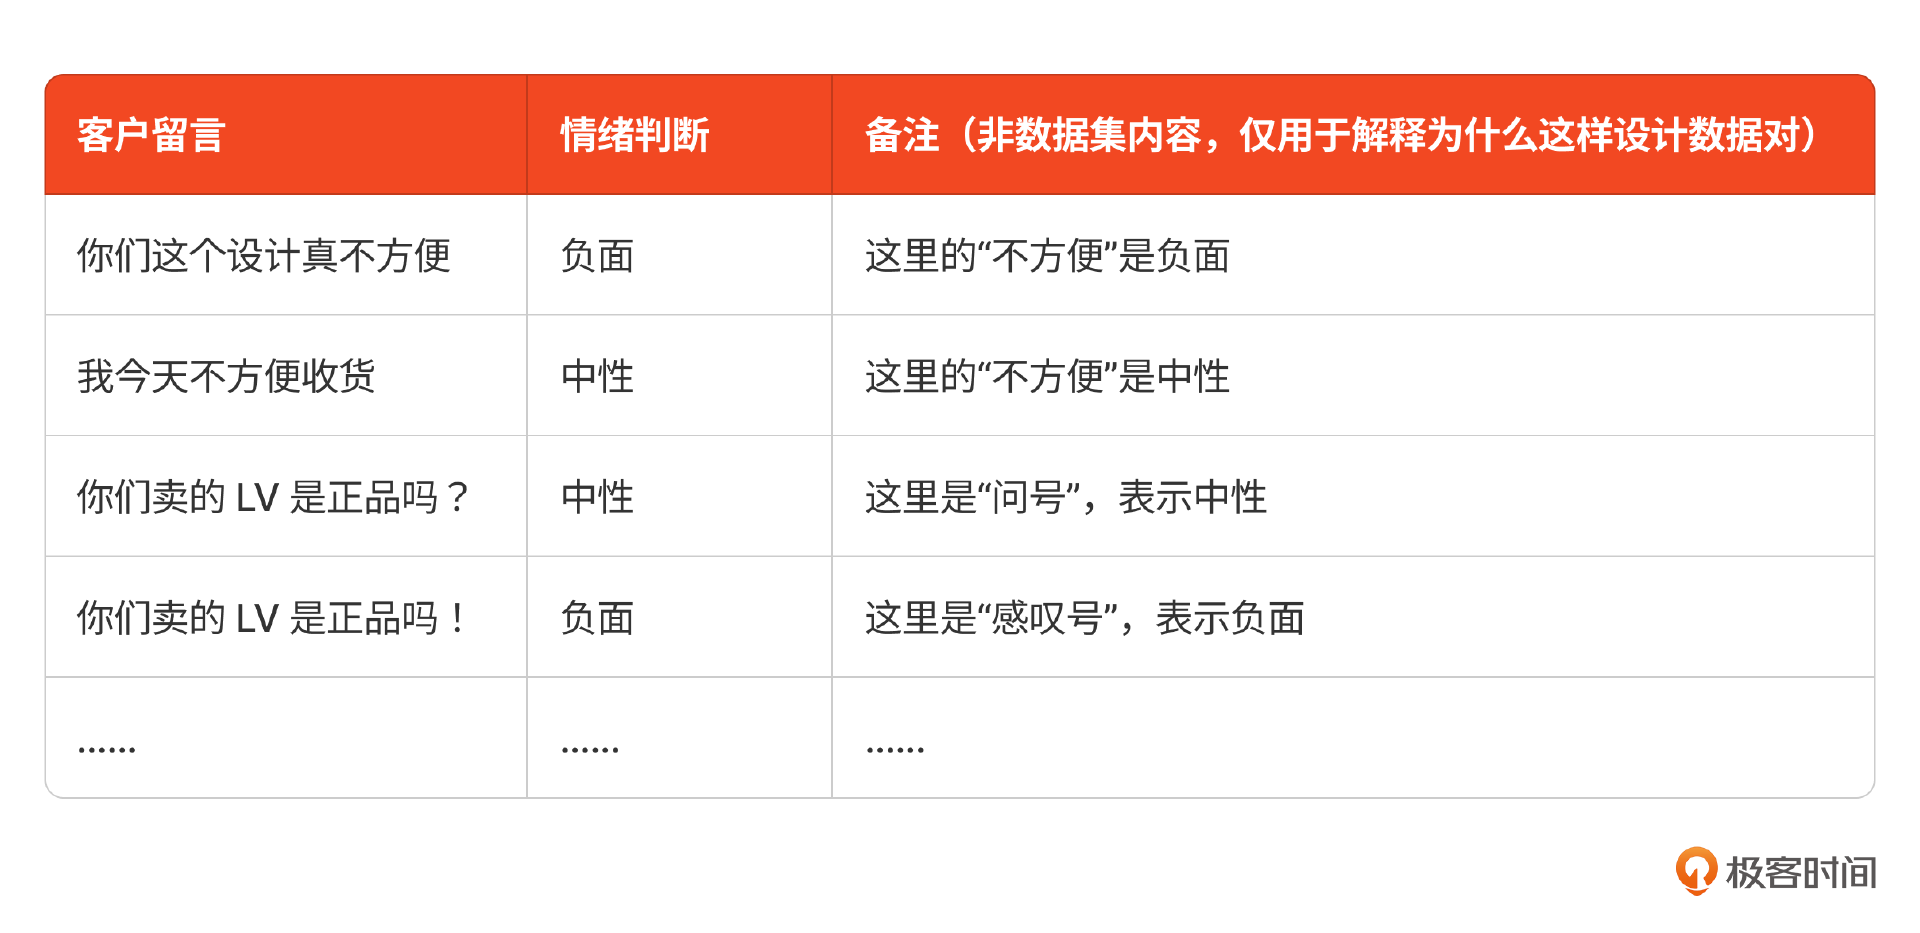 客户留言 情绪判断 备注（非数据集内容，仅用于解释为什么这样设计数据对）
你们这个设计真不方便 负面 这里的“不方便”是负面
我今天不方便收货 中性 这里的“不方便”是中性
你们卖的 LV 是正品吗？ 中性 这里是“问号”，表示中性
你们卖的 LV 是正品吗！ 负面 这里是“感叹号”，表示负面
…… …… ……
极客时间